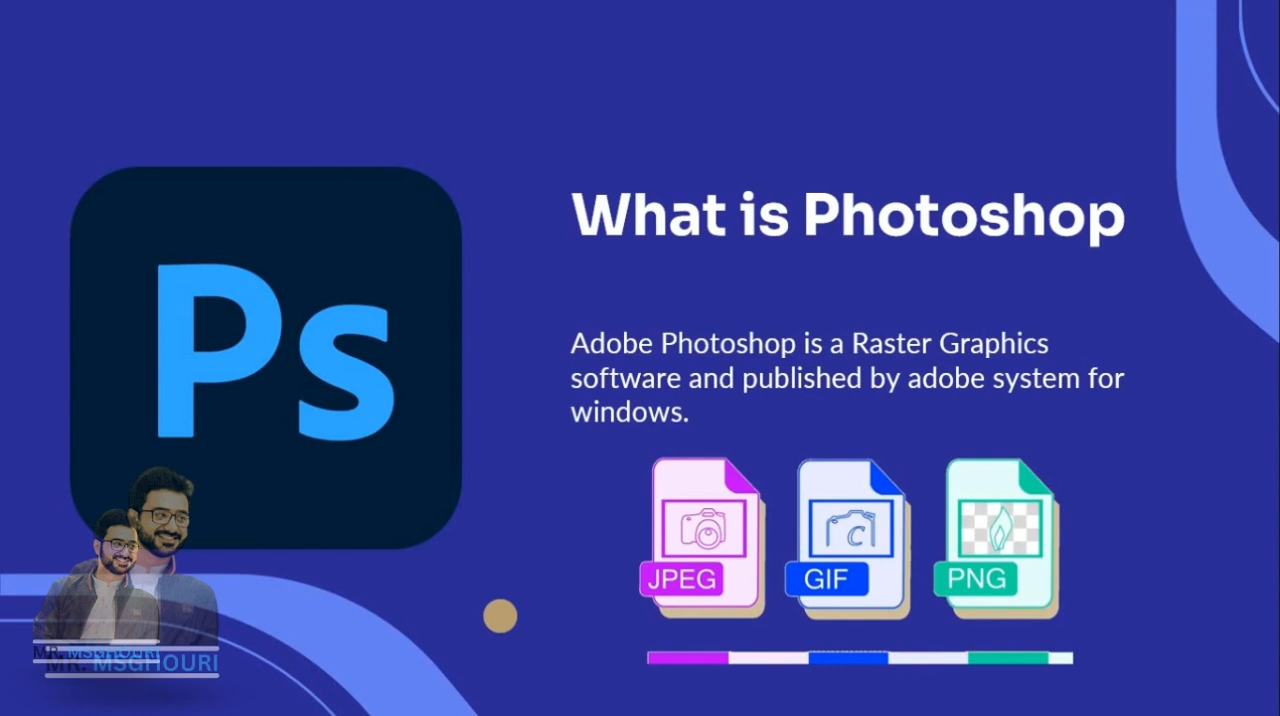 What is Photoshop
Ps
Adobe Photoshop is a Raster Graphics
software and published by adobe system for
windows.
JPEG
GIF
PNG
MR. MSGHOURI
MR. MSGHOURI